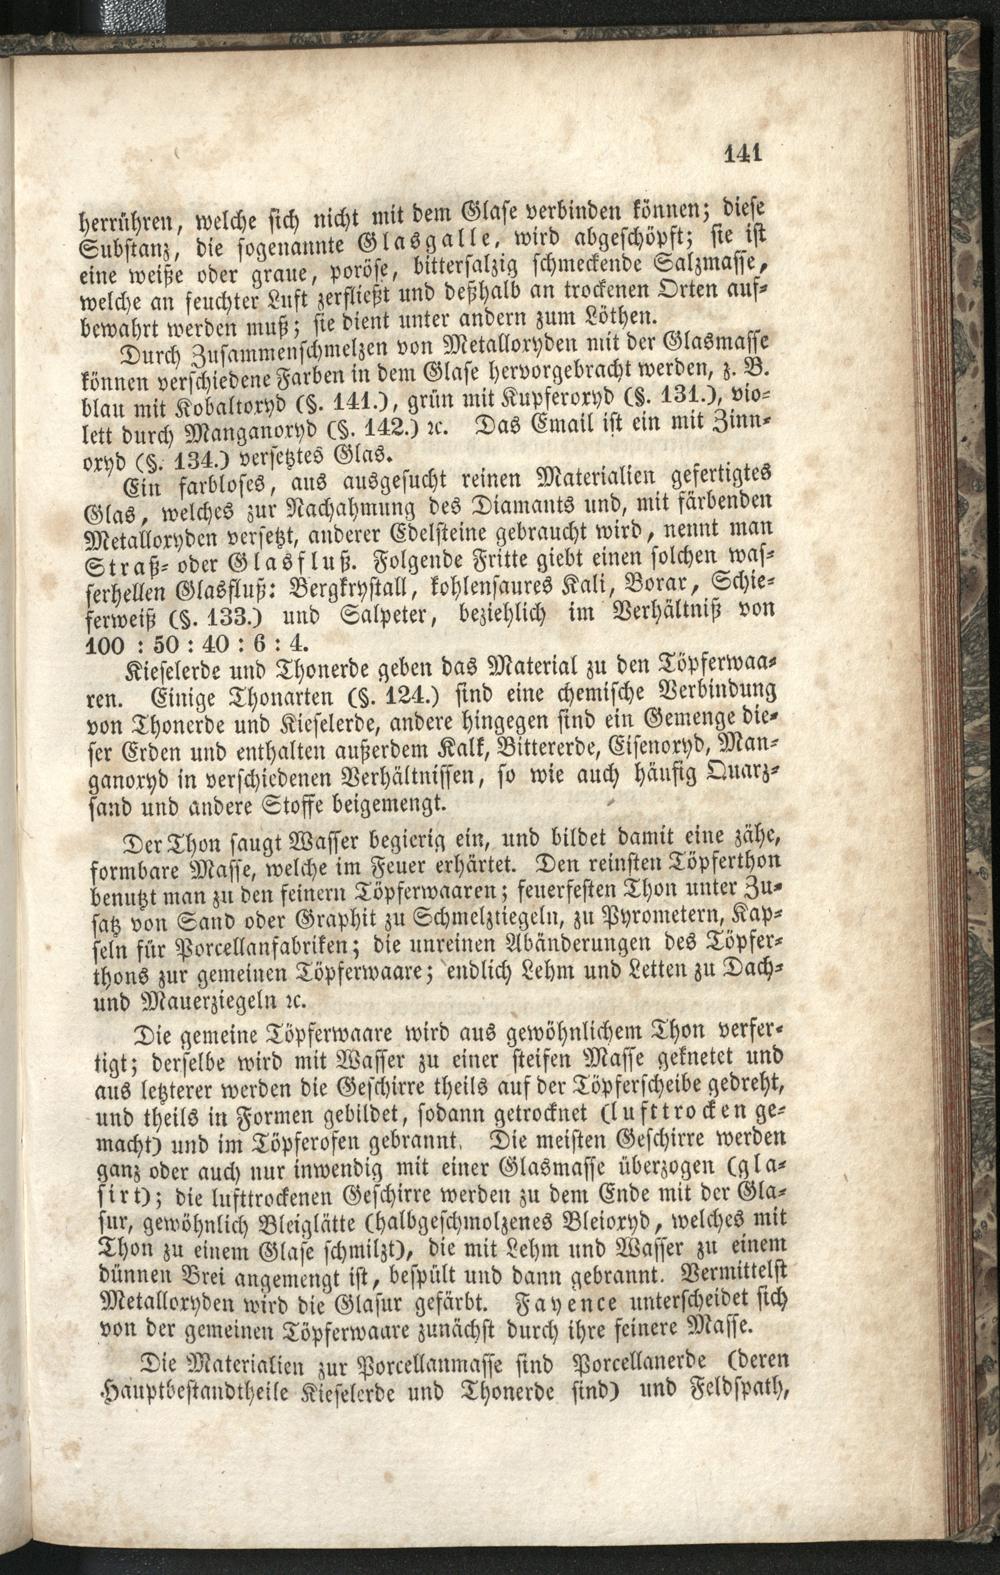 141
herrühren, welche sich nicht mit dem Glase verbinden können; diese
Substanz, die sogenannte Glasgalle, wird abgeschöpft; sie ist
eine weiße oder graue, poröse, bittersalzig schmeckende Salzmasse,
welche an feuchter Luft zerfließt und deßhalb an trockenen Orten auf-
bewahrt werden muß; sie dient unter andern zum Löthen.
Durch Zusammenschmelzen von Metalloxyden mit der Glasmasse
können verschiedene Farben in dem Glase hervorgebracht werden, z. B.
blau mit Kobaltoxyd (§. 141.), grün mit Kupferoxyd (§. 131.), vio-
lett durch Manganoxyd (§. 142.) ꝛc. Das Email ist ein mit Zinn-
oxyd (§. 134.) versetztes Glas.
Ein farbloses, aus ausgesucht reinen Materialien gefertigtes
Glas, welches zur Nachahmung des Diamants und, mit färbenden
Metalloxyden versetzt, anderer Edelsteine gebraucht wird, nennt man
Straß- oder Glasfluß. Folgende Fritte giebt einen solchen was-
serhellen Glasfluß: Bergkrystall, kohlensaures Kali, Borax, Schie-
ferweiß (§. 133.) und Salpeter, beziehlich im Verhältniß von
100 : 50 : 40 : 6 : 4.
Kieselerde und Thonerde geben das Material zu den Töpferwaa-
ren. Einige Thonarten (§. 124.) sind eine chemische Verbindung
von Thonerde und Kieselerde, andere hingegen sind ein Gemenge die-
ser Erden und enthalten außerdem Kalk, Bittererde, Eisenoxyd, Man-
ganoxyd in verschiedenen Verhältnissen, so wie auch häufig Quarz-
sand und andere Stoffe beigemengt.
Der Thon saugt Wasser begierig ein, und bildet damit eine zähe,
formbare Masse, welche im Feuer erhärtet. Den reinsten Töpferthon
benutzt man zu den feinern Töpferwaaren; feuerfesten Thon unter Zu-
satz von Sand oder Graphit zu Schmelztiegeln, zu Pyrometern, Kap-
seln für Porcellanfabriken; die unreinen Abänderungen des Töpfer-
thons zur gemeinen Töpferwaare; endlich Lehm und Letten zu Dach-
und Mauerziegeln ꝛc.
Die gemeine Töpferwaare wird aus gewöhnlichem Thon verfer-
tigt; derselbe wird mit Wasser zu einer steifen Masse geknetet und
aus letzterer werden die Geschirre theils auf der Töpferscheibe gedreht,
und theils in Formen gebildet, sodann getrocknet (lufttrocken ge-
macht) und im Töpferofen gebrannt. Die meisten Geschirre werden
ganz oder auch nur inwendig mit einer Glasmasse überzogen (gla-
sirt); die lufttrockenen Geschirre werden zu dem Ende mit der Gla-
sur, gewöhnlich Bleiglätte (halbgeschmolzenes Bleioxyd, welches mit
Thon zu einem Glase schmilzt), die mit Lehm und Wasser zu einem
dünnen Brei angemengt ist, bespült und dann gebrannt. Vermittelst
Metalloxyden wird die Glasur gefärbt. Fayence unterscheidet sich
von der gemeinen Töpferwaare zunächst durch ihre feinere Masse.
Die Materialien zur Porcellanmasse sind Porcellanerde (deren
Hauptbestandtheile Kieselerde und Thonerde sind) und Feldspath,